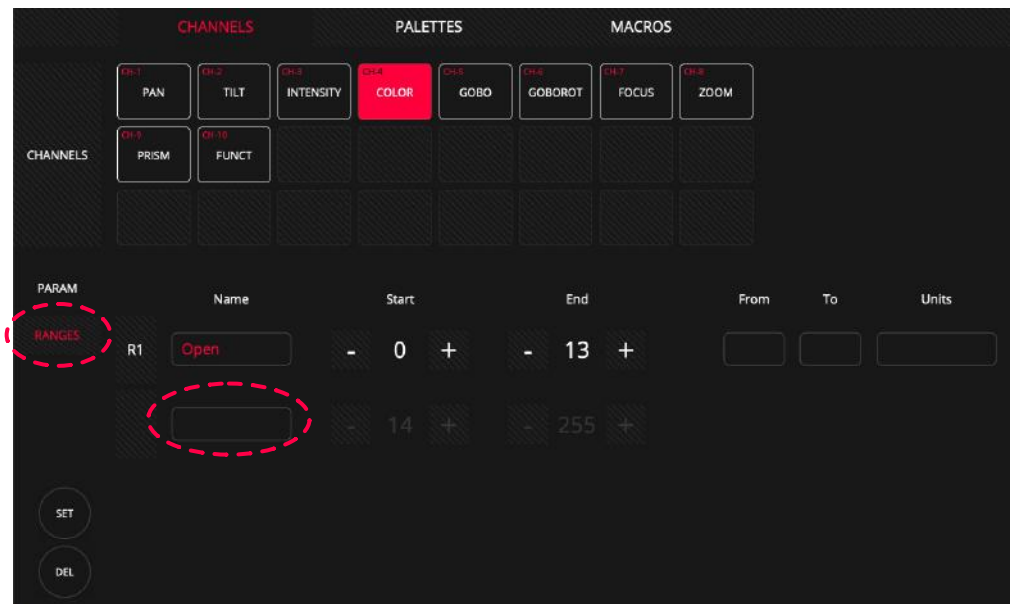 CHANNELS PALETTES MACROS
CH-1 CH-2 CH-3 CH-4 CH-5 CH-6 CH-7 CH-8
PAN TILT INTENSITY COLOR GOBO GOBOROT FOCUS ZOOM
CH-9 CH-10
CHANNELS PRISM FUNCT
PARAM
Name Start End From To Units
RANGES
R1 Open - 0 + - 13 +
- 14 + - 255 +
SET
DEL